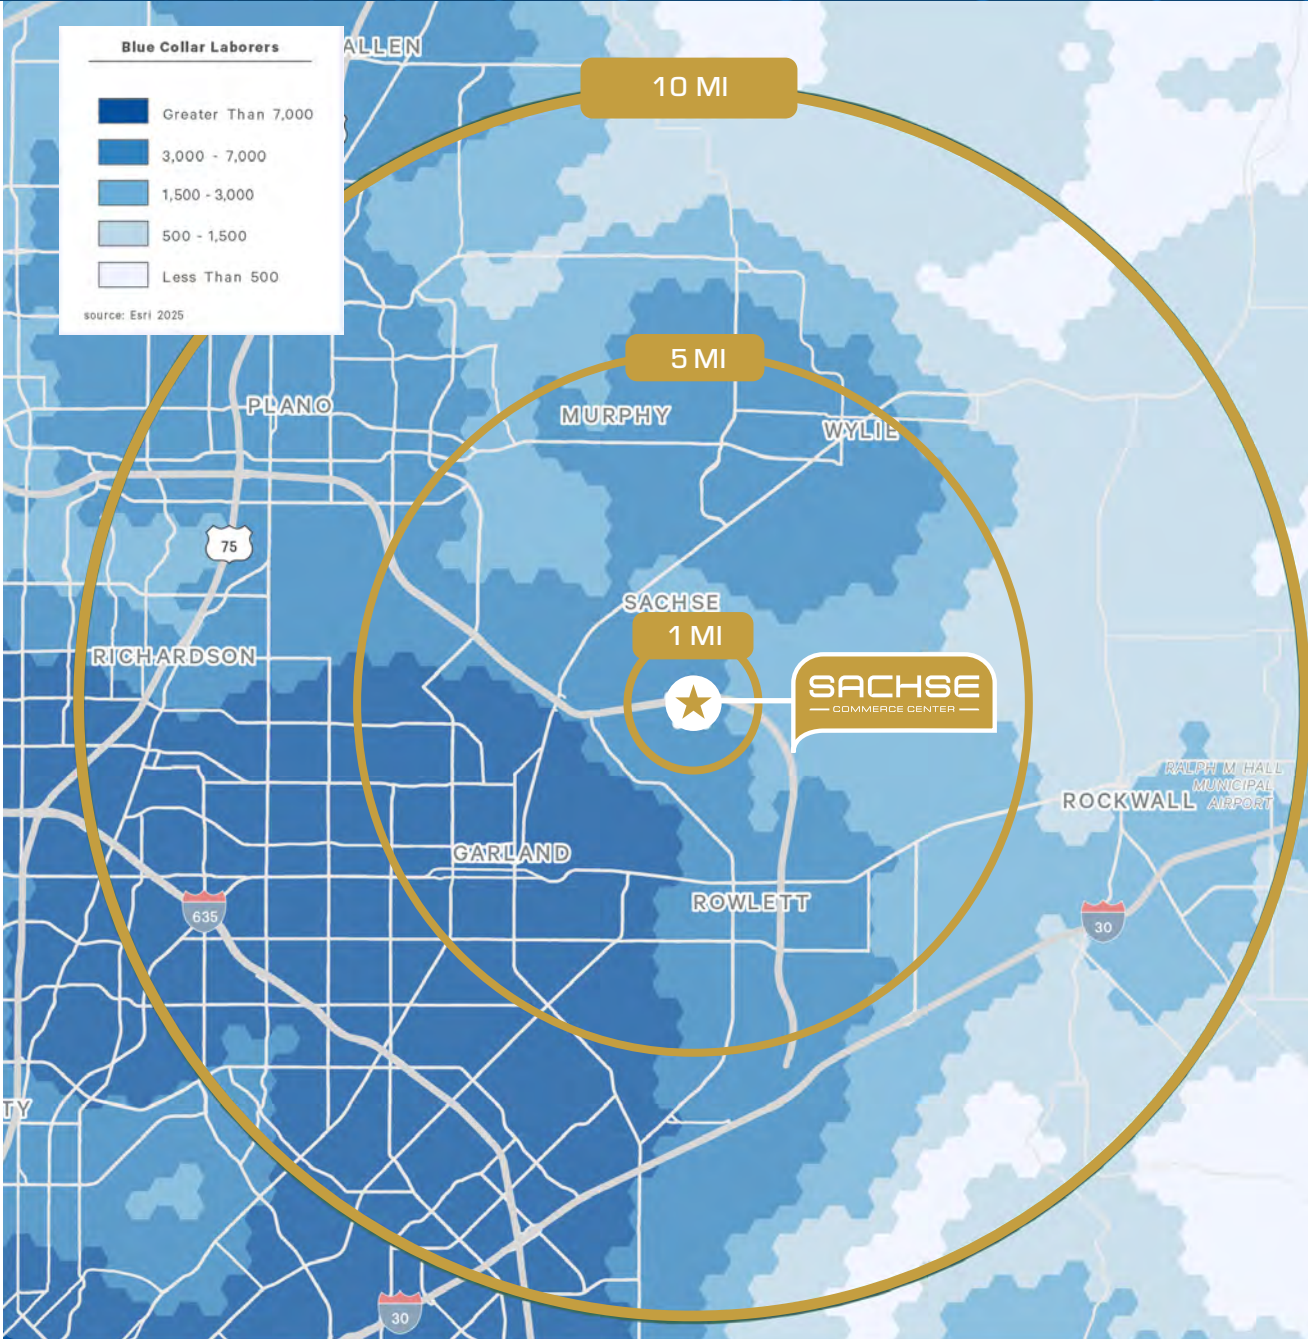 Blue Collar Laborers
Greater Than 7,000
3,000 - 7,000
1,500 - 3,000
500 - 1,500
Less Than 500
source: Esri 2025
ALLEN
10 MI
5 MI
PLANO
MURPHY
WYLIE
75
SACHSE
1 MI
RICHARDSON
SACHSE
COMMERCE CENTER
RALPH M HALL
MUNICIPAL
AIRPORT
ROCKWALL
GARLAND
ROWLETT
635
30
TY
30